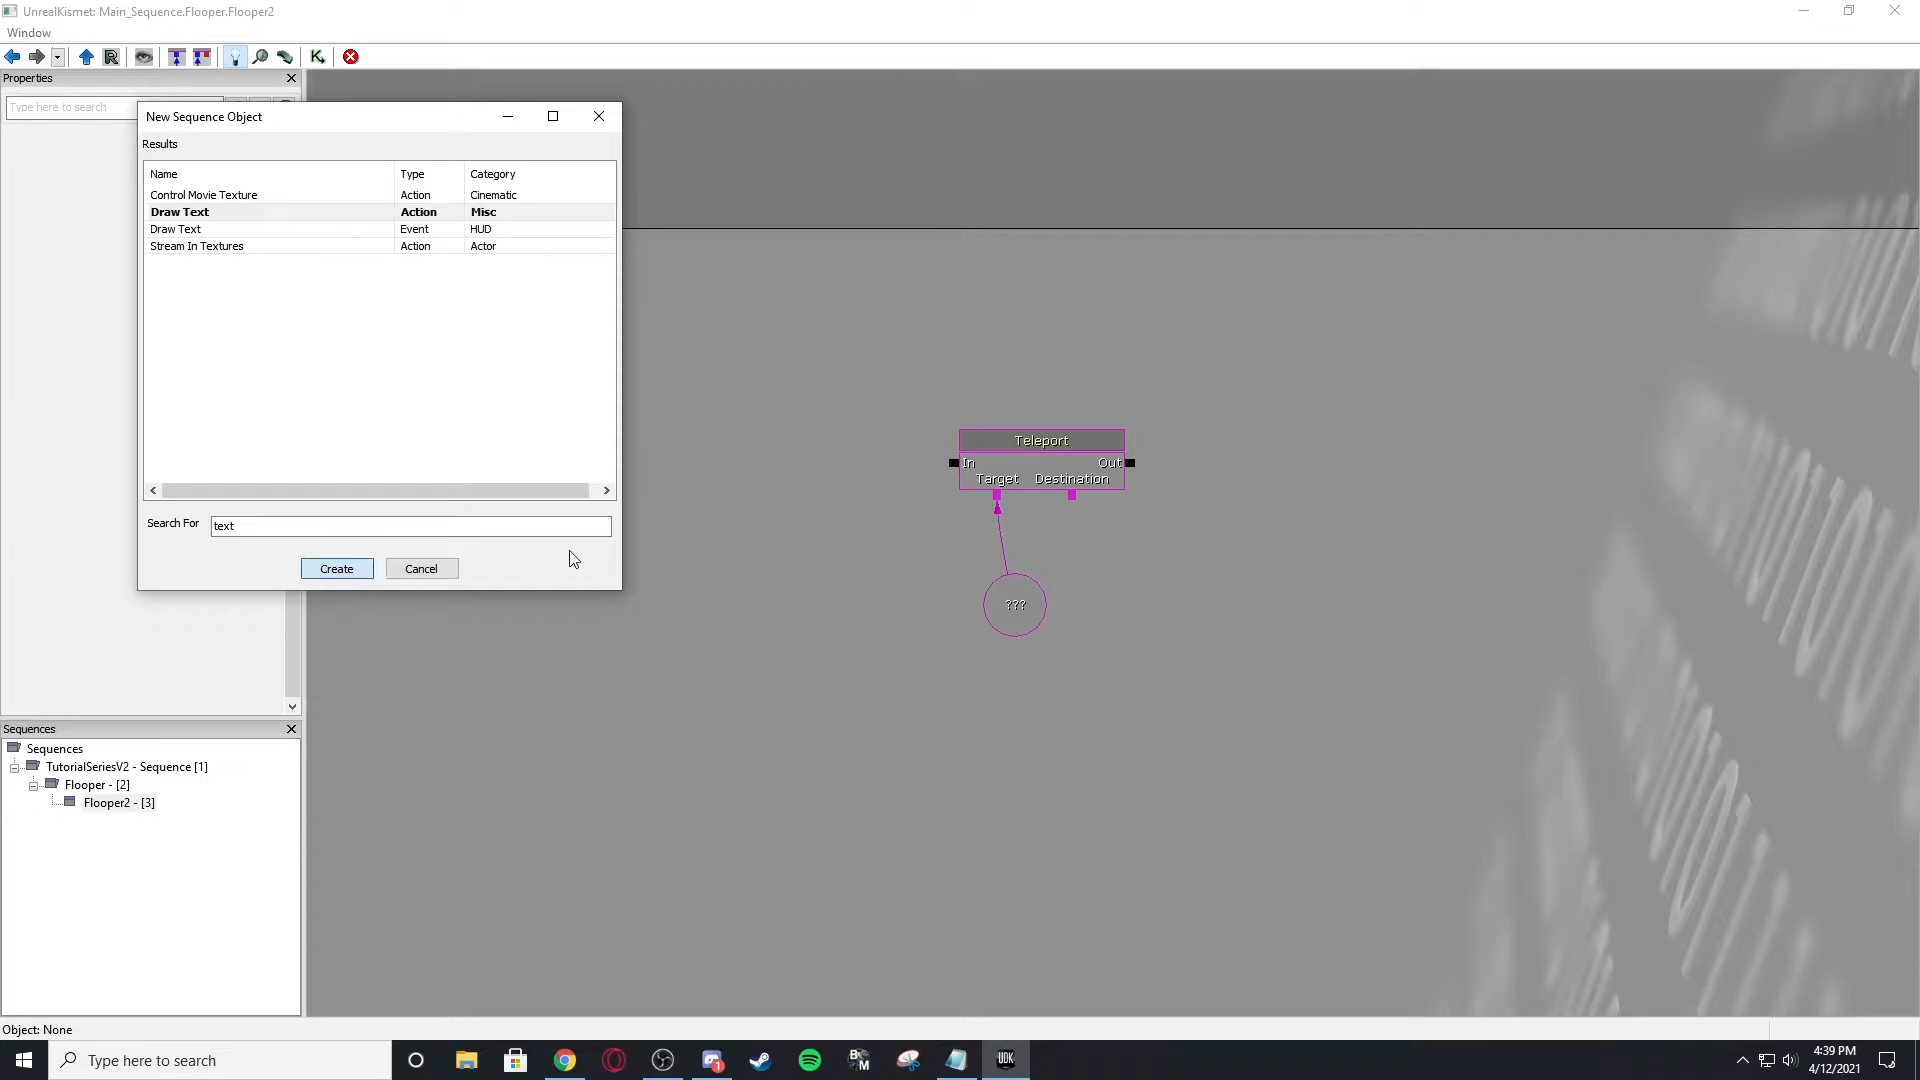 UnrealKismet: Main_Sequence.Flooper.Flooper2
Window
Properties
Type here to search
New Sequence Object
Results
Name Type Category
Control Movie Texture Action Cinematic
Draw Text Action Misc
Draw Text Event HUD
Stream In Textures Action Actor
Search For text
Create Cancel
Teleport
In Out
Target Destination
???
Sequences
Sequences
TutorialSeriesV2 - Sequence [1]
Flooper - [2]
Flooper2 - [3]
Object: None
Type here to search
4:39 PM
4/12/2021